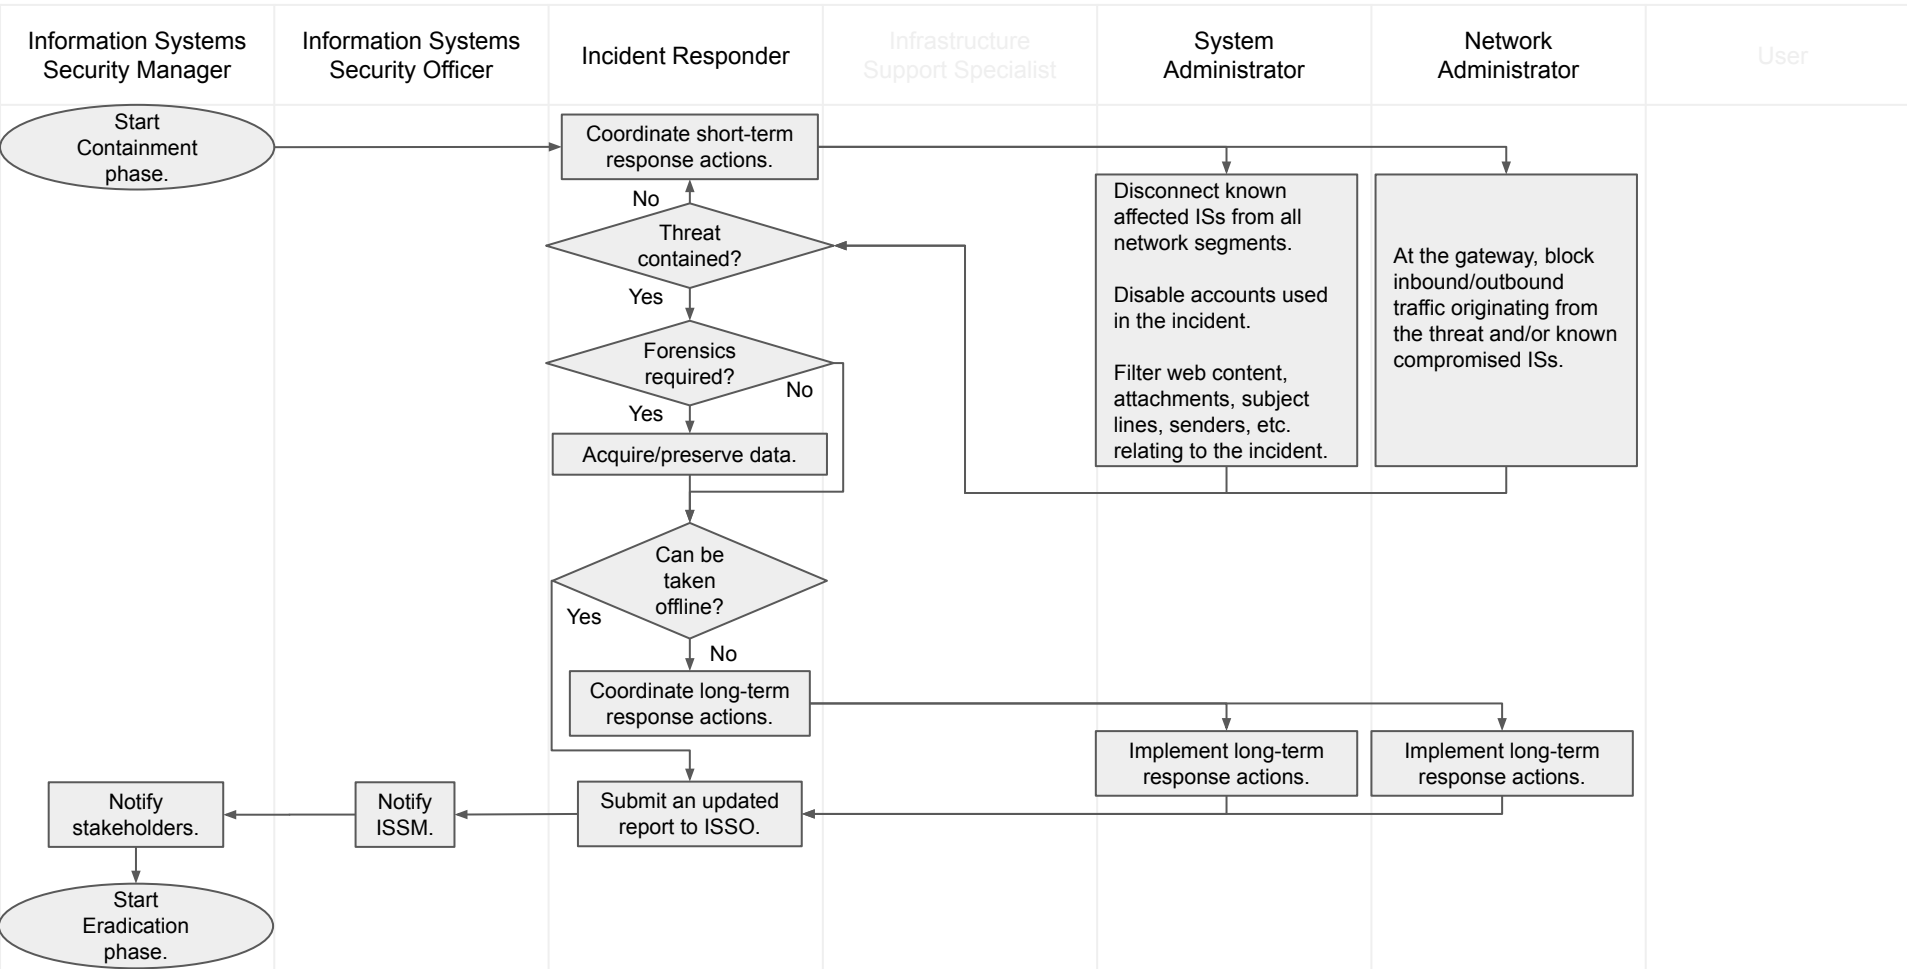 Information Systems
Security Manager
Information Systems
Security Officer
Incident Responder
Infrastructure
Support Specialist
System
Administrator
Network
Administrator
User
Start
Containment
phase.
Coordinate short-term
response actions.
No
Threat
contained?
Yes
Forensics
required?
No
Yes
Acquire/preserve data.
Disconnect known
affected ISs from all
network segments.
Disable accounts used
in the incident.
Filter web content,
attachments, subject
lines, senders, etc.
relating to the incident.
At the gateway, block
inbound/outbound
traffic originating from
the threat and/or known
compromised ISs.
Can be
taken
offline?
Yes
No
Coordinate long-term
response actions.
Implement long-term
response actions.
Implement long-term
response actions.
Submit an updated
report to ISSO.
Notify
ISSM.
Notify
stakeholders.
Start
Eradication
phase.